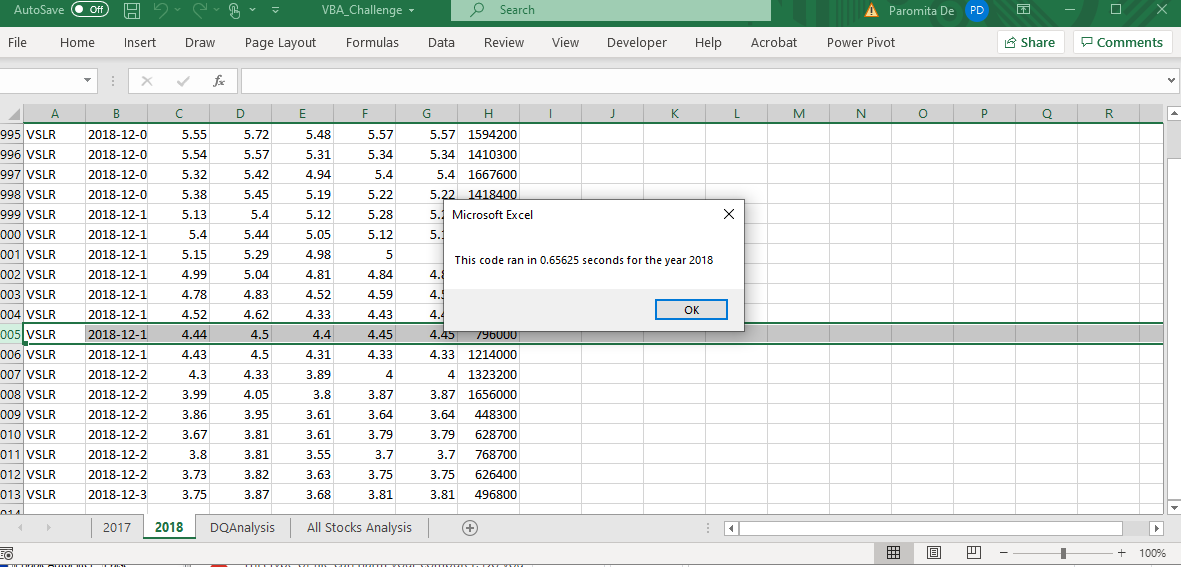 AutoSave Off VBA_Challenge Search Paromita De PD
File Home Insert Draw Page Layout Formulas Data Review View Developer Help Acrobat Power Pivot Share Comments
fx
A B C D E F G H I J K L M N O P Q R
995 VSLR 2018-12-0 5.55 5.72 5.48 5.57 5.57 1594200
996 VSLR 2018-12-0 5.54 5.57 5.31 5.34 5.34 1410300
997 VSLR 2018-12-0 5.32 5.42 4.94 5.4 5.4 1667600
998 VSLR 2018-12-0 5.38 5.45 5.19 5.22 5.22 1418400
999 VSLR 2018-12-1 5.13 5.4 5.12 5.28
000 VSLR 2018-12-1 5.4 5.44 5.05 5.12
001 VSLR 2018-12-1 5.15 5.29 4.98 5
002 VSLR 2018-12-1 4.99 5.04 4.81 4.84
003 VSLR 2018-12-1 4.78 4.83 4.52 4.59
004 VSLR 2018-12-1 4.52 4.62 4.33 4.43
005 VSLR 2018-12-1 4.44 4.5 4.4 4.45 4.45 796000
006 VSLR 2018-12-1 4.43 4.5 4.31 4.33 4.33 1214000
007 VSLR 2018-12-2 4.3 4.33 3.89 4 4 1323200
008 VSLR 2018-12-2 3.99 4.05 3.8 3.87 3.87 1656000
009 VSLR 2018-12-2 3.86 3.95 3.61 3.64 3.64 448300
010 VSLR 2018-12-2 3.67 3.81 3.61 3.79 3.79 628700
011 VSLR 2018-12-2 3.8 3.81 3.55 3.7 3.7 768700
012 VSLR 2018-12-2 3.73 3.82 3.63 3.75 3.75 626400
013 VSLR 2018-12-3 3.75 3.87 3.68 3.81 3.81 496800
Microsoft Excel
This code ran in 0.65625 seconds for the year 2018
OK
2017 2018 DQAnalysis All Stocks Analysis
100%